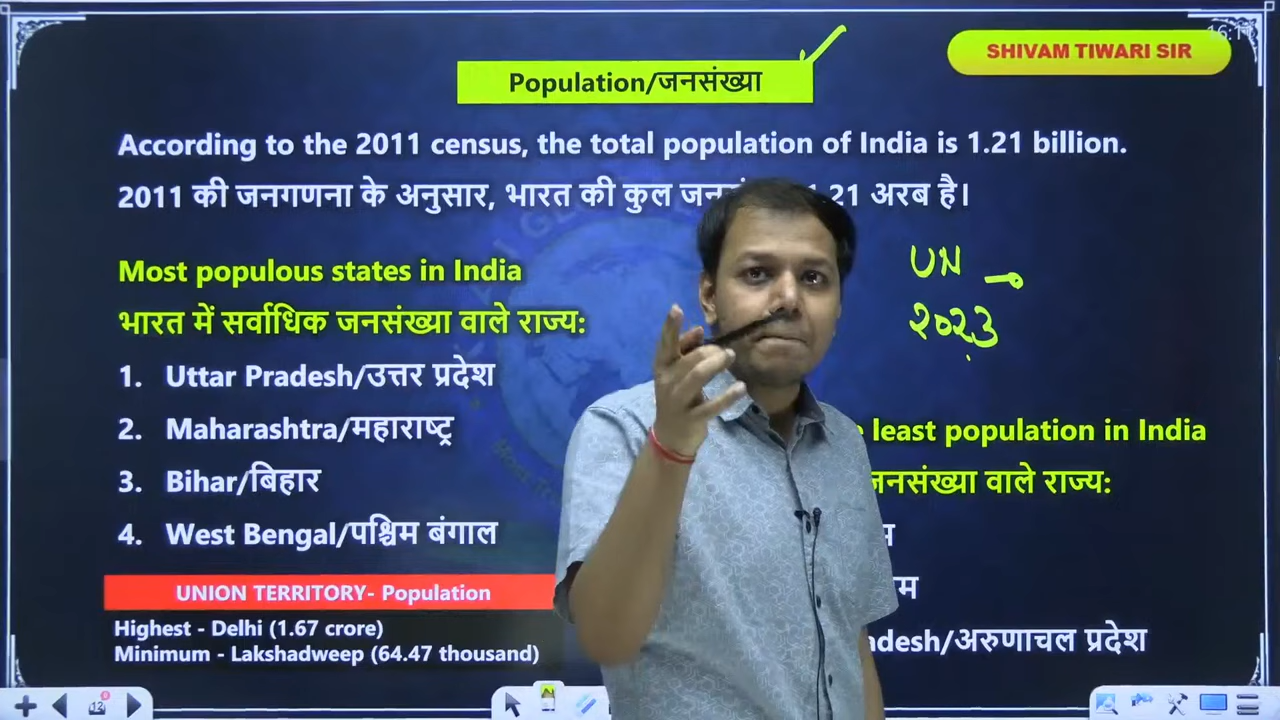 SHIVAM TIWARI SIR
Population/जनसंख्या
According to the 2011 census, the total population of India is 1.21 billion.
2011 की जनगणना के अनुसार, भारत की कुल 1.21 अरब है।
UN
2023
Most populous states in India
भारत में सर्वाधिक जनसंख्या वाले राज्य:
1. Uttar Pradesh/उत्तर प्रदेश
2. Maharashtra/महाराष्ट्र
3. Bihar/बिहार
4. West Bengal/पश्चिम बंगाल
least population in India
जनसंख्या वाले राज्य:
/अरुणाचल प्रदेश
UNION TERRITORY- Population
Highest - Delhi (1.67 crore)
Minimum - Lakshadweep (64.47 thousand)
12